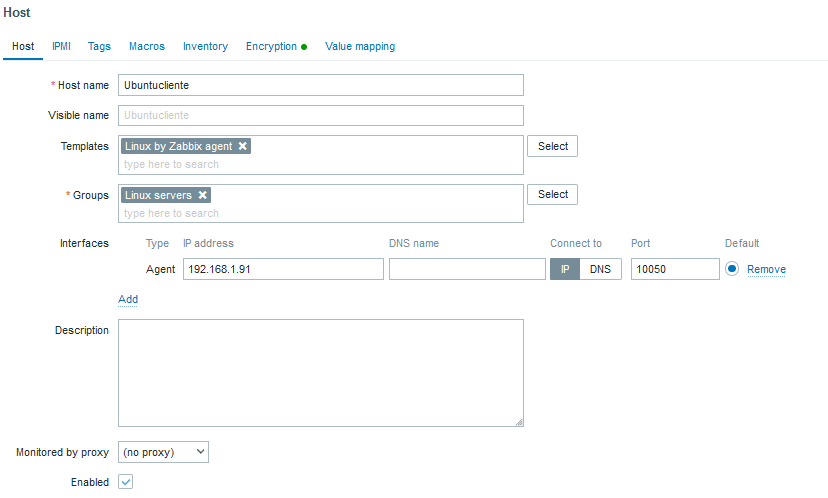 Host
Host IPMI Tags Macros Inventory Encryption Value mapping
* Host name Ubuntucliente
Visible name Ubuntucliente
Templates Linux by Zabbix agent Select
type here to search
* Groups Linux servers Select
type here to search
Interfaces Type IP address DNS name Connect to Port Default
Agent 192.168.1.91 IP DNS 10050 Remove
Add
Description
Monitored by proxy (no proxy)
Enabled